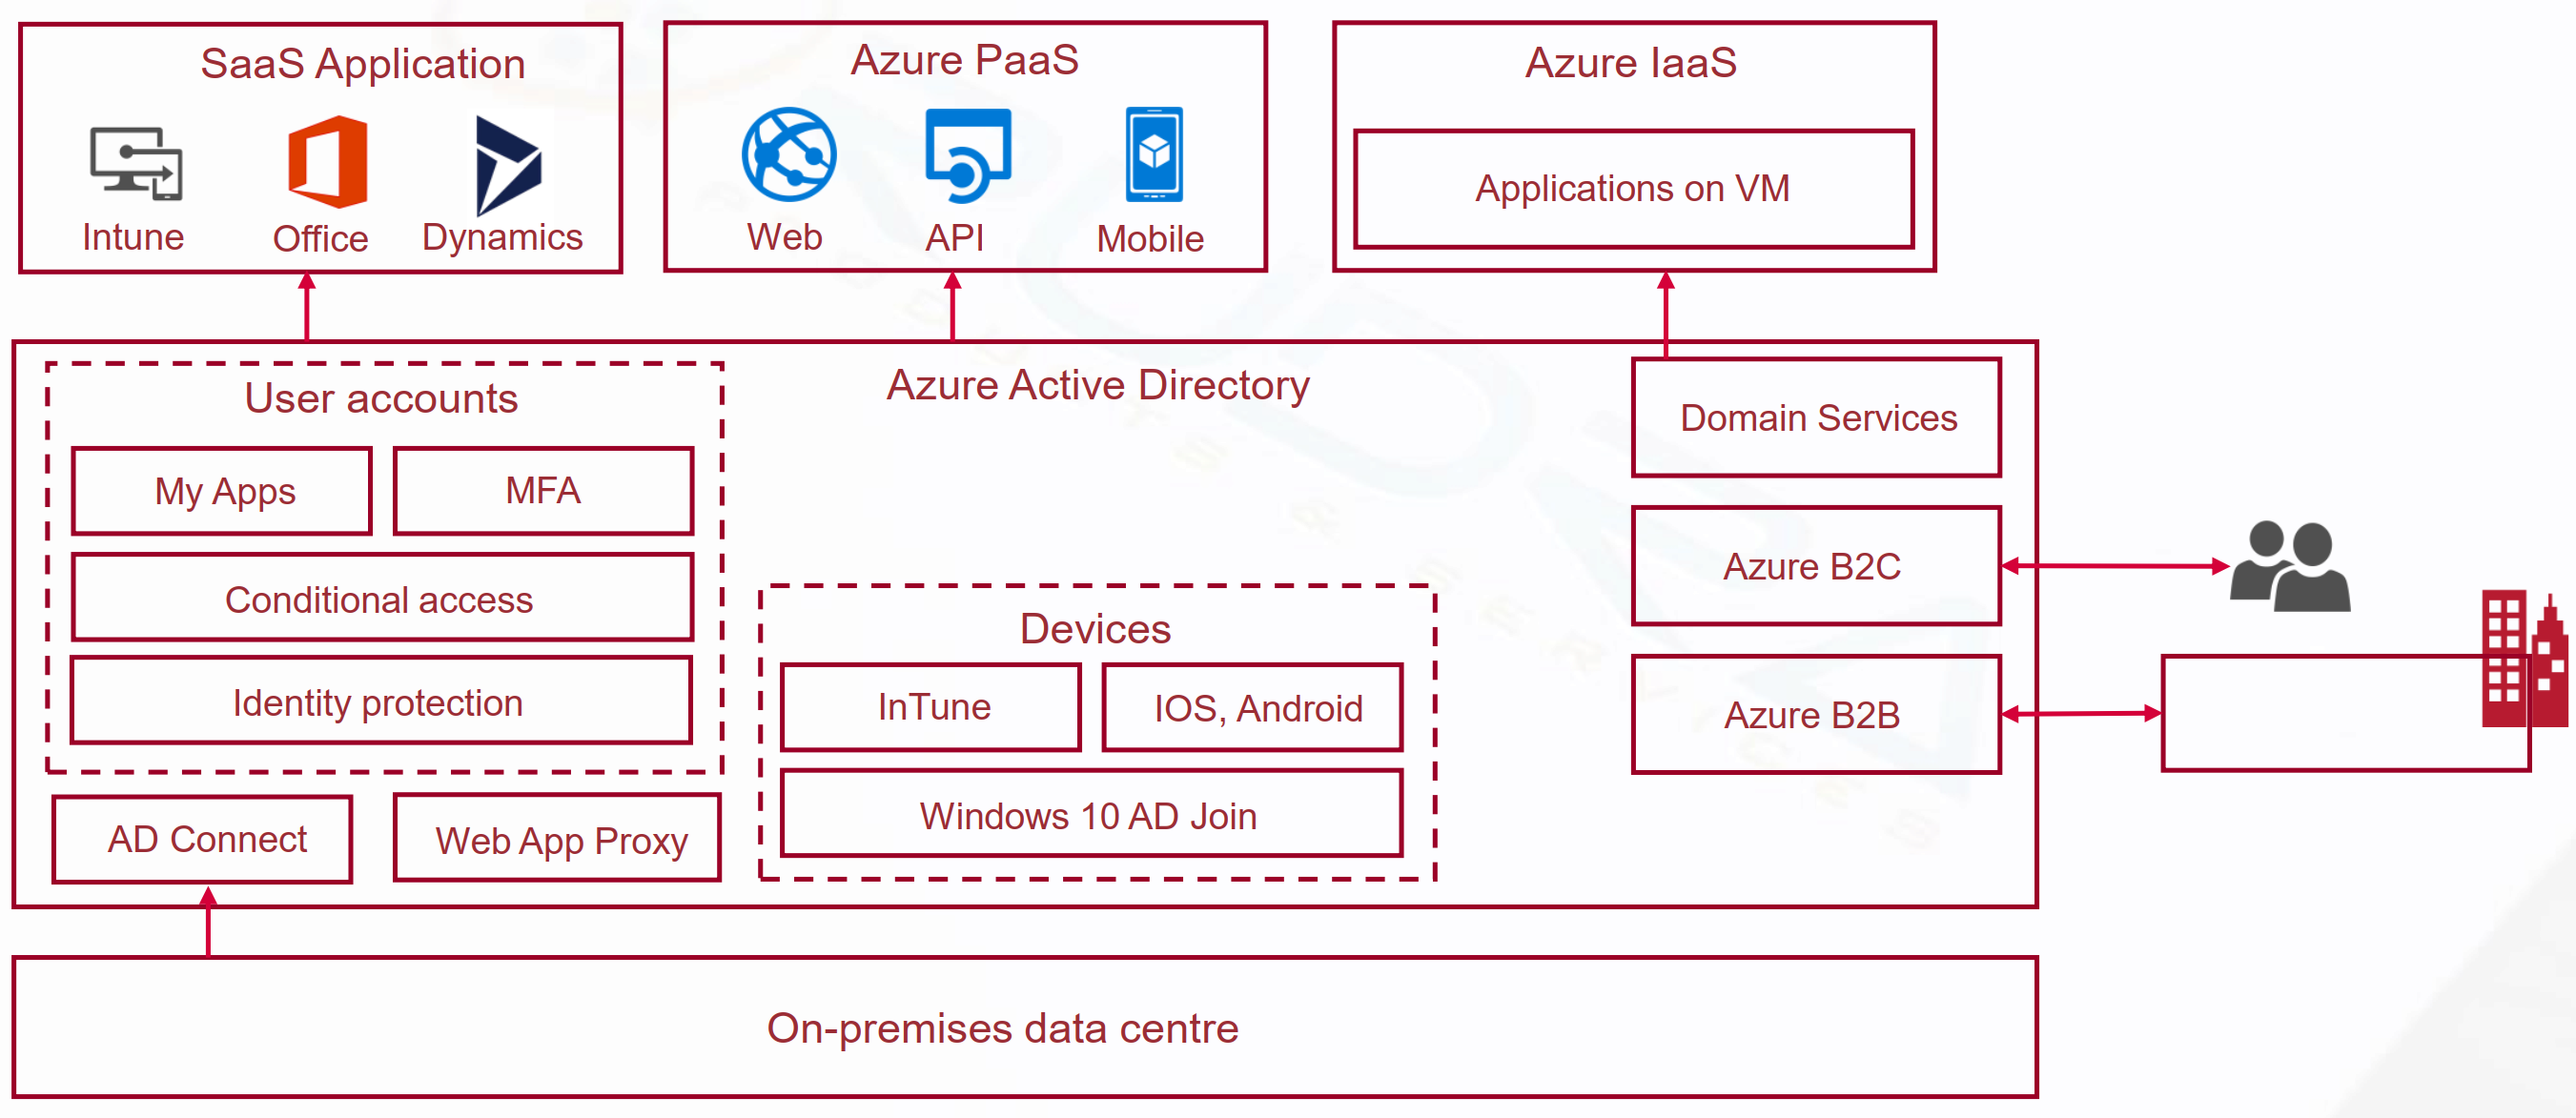 SaaS Application
Intune
Office
Dynamics
Azure PaaS
Web
API
Mobile
Azure IaaS
Applications on VM
Azure Active Directory
User accounts
My Apps
MFA
Conditional access
Identity protection
AD Connect
Web App Proxy
Devices
InTune
IOS, Android
Windows 10 AD Join
Domain Services
Azure B2C
Azure B2B
On-premises data centre